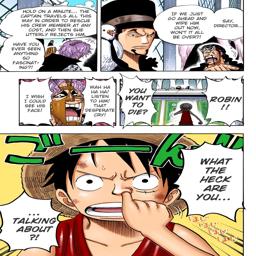 SAY,
DIRECTOR...
IF WE JUST
GO AHEAD
AND WIPE
HIM OUT
NOW,
WON'T IT ALL
BE OVER?!
HOLD ON A MINUTE... THE
CAPTAIN TRAVELS ALL THIS
WAY IN ORDER TO RESCUE
HIS CREW MEMBER AT ANY
COST, AND THEN SHE
UTTERLY REJECTS HIM.
HAVE YOU
EVER SEEN
ANYTHING
SO
FASCINAT-
ING?!
ROBIN
!!
YOU
WANT
TO
DIE?
WAH HA
HA HA!
LISTEN TO
HIM! THAT
DESPERATE
CRY!
I WISH
I COULD
SEE HIS
FACE!
WHAT
THE
HECK
ARE
YOU...
...
TALKING
ABOUT
?!